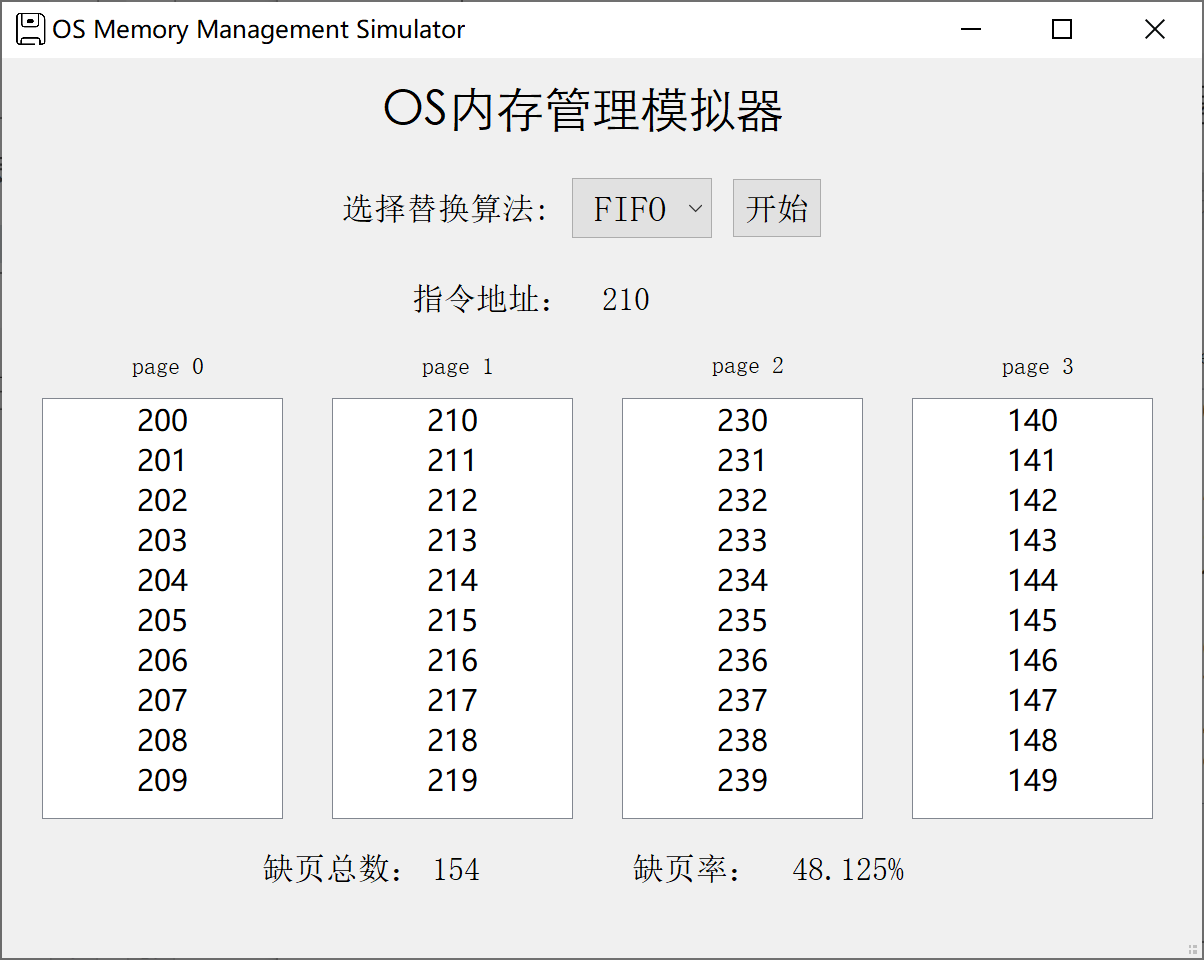 OS Memory Management Simulator
OS内存管理模拟器
选择替换算法: FIFO 开始
指令地址: 210
page 0 page 1 page 2 page 3
200 210 230 140
201 211 231 141
202 212 232 142
203 213 233 143
204 214 234 144
205 215 235 145
206 216 236 146
207 217 237 147
208 218 238 148
209 219 239 149
缺页总数: 154 缺页率: 48.125%